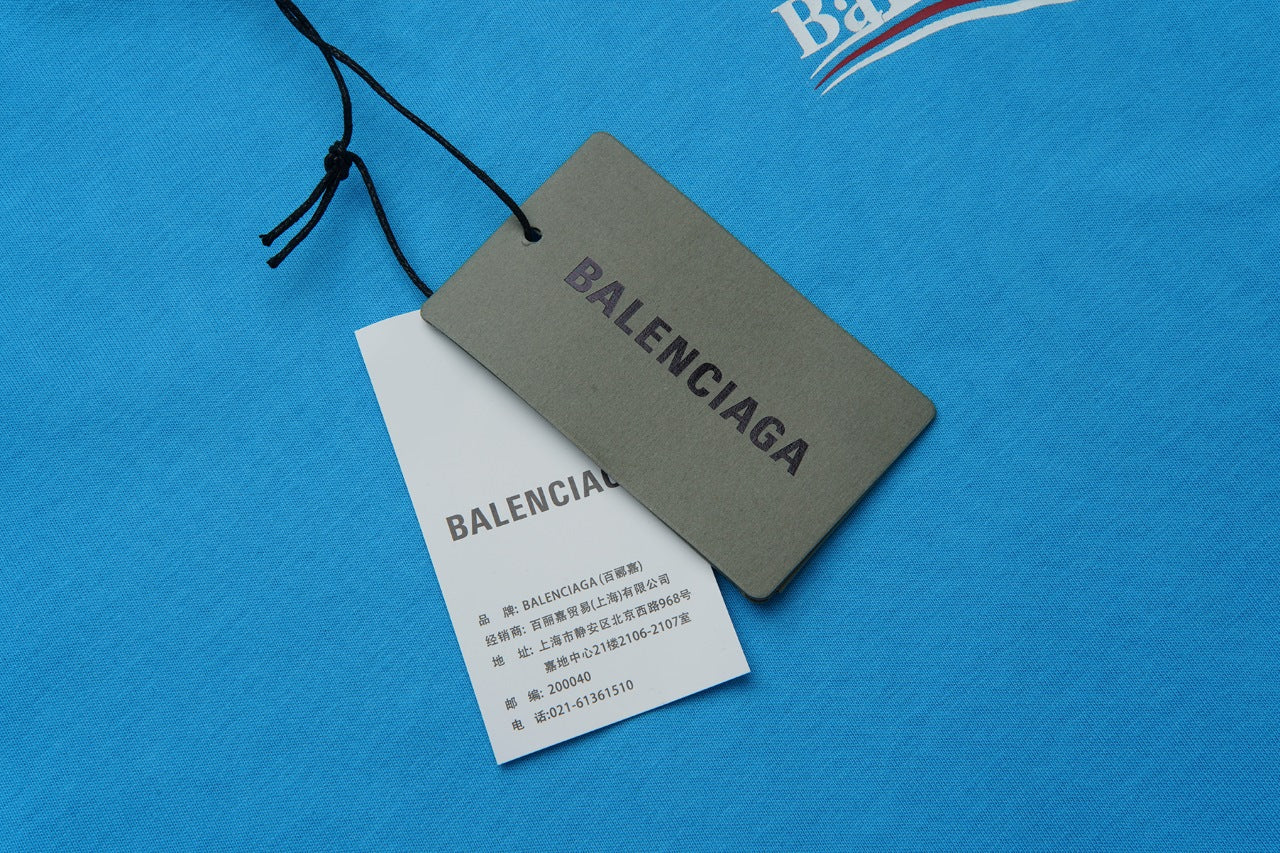 Bal
BALENCIAGA
BALENCIAG
品 牌: BALENCIAGA (百郦嘉)
经销商: 百丽嘉贸易(上海)有限公司
地 址: 上海市静安区北京西路968号
嘉地中心21楼2106-2107室
邮 编: 200040
电 话:021-61361510